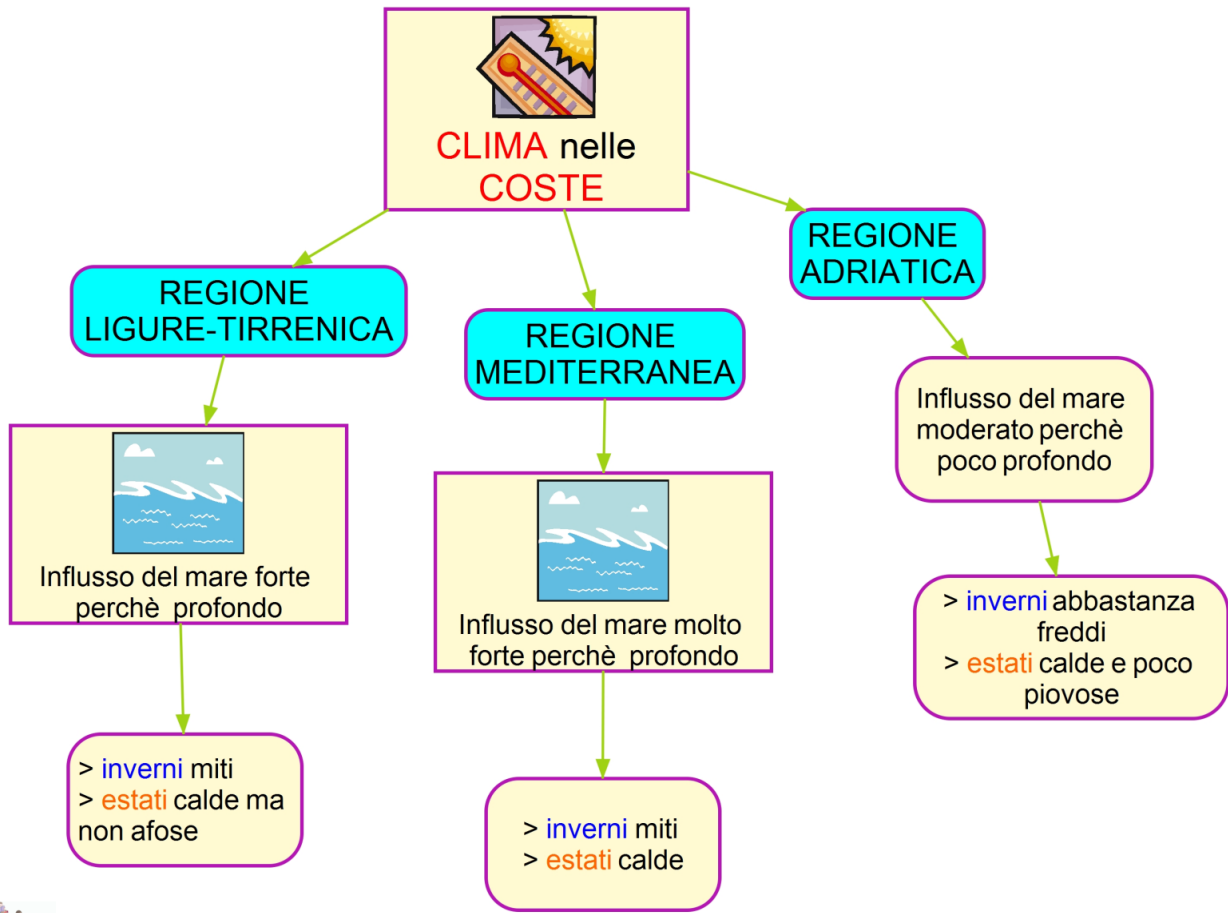 CLIMA nelle
COSTE
REGIONE
LIGURE-TIRRENICA
Influsso del mare forte
perchè profondo
> inverni miti
> estati calde ma
non afose
REGIONE
MEDITERRANEA
Influsso del mare molto
forte perchè profondo
> inverni miti
> estati calde
REGIONE
ADRIATICA
Influsso del mare
moderato perchè
poco profondo
> inverni abbastanza
freddi
> estati calde e poco
piovose